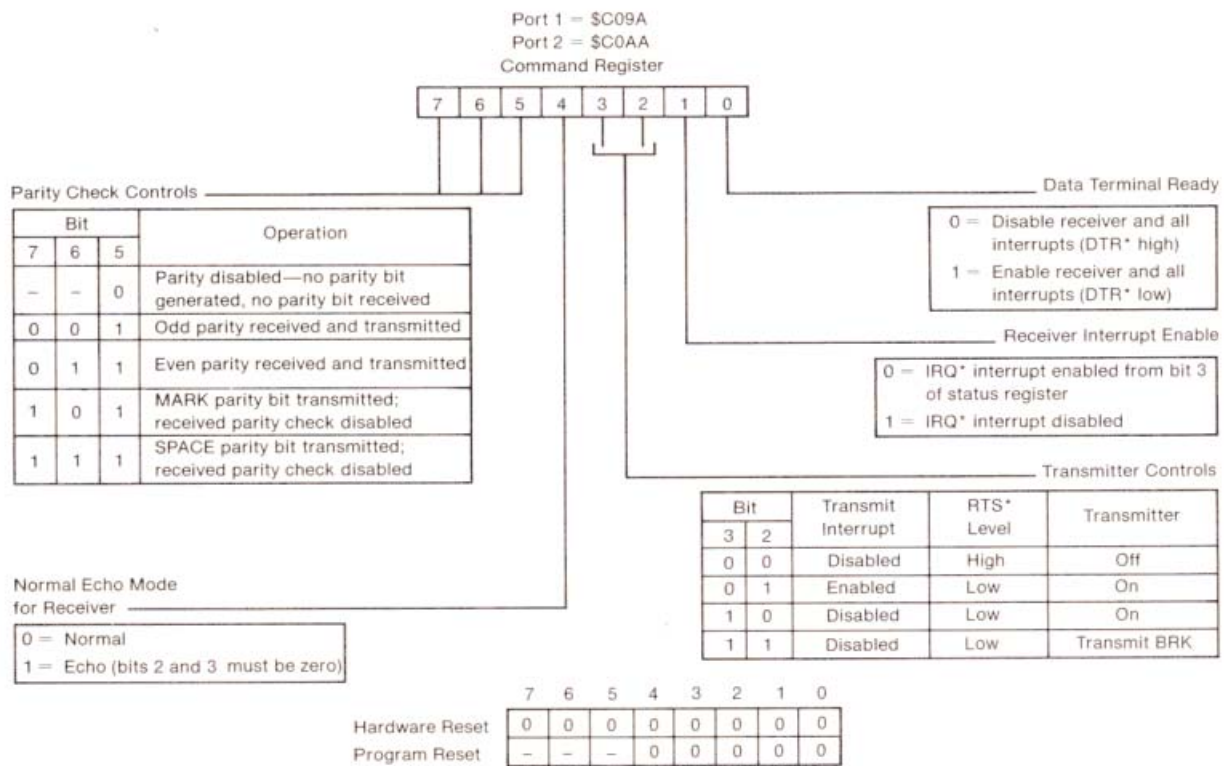 Port 1 = $C09A
Port 2 = $C0AA
Command Register
7 6 5 4 3 2 1 0
Parity Check Controls
Bit Operation
7 6 5
– – 0 Parity disabled—no parity bit
generated, no parity bit received
0 0 1 Odd parity received and transmitted
0 1 1 Even parity received and transmitted
1 0 1 MARK parity bit transmitted;
received parity check disabled
1 1 1 SPACE parity bit transmitted;
received parity check disabled
Data Terminal Ready
0 = Disable receiver and all
interrupts (DTR* high)
1 = Enable receiver and all
interrupts (DTR* low)
Receiver Interrupt Enable
0 = IRQ* interrupt enabled from bit 3
of status register
1 = IRQ* interrupt disabled
Transmitter Controls
Bit Transmit RTS* Transmitter
3 2 Interrupt Level
0 0 Disabled High Off
0 1 Enabled Low On
1 0 Disabled Low On
1 1 Disabled Low Transmit BRK
Normal Echo Mode
for Receiver
0 = Normal
1 = Echo (bits 2 and 3 must be zero)
7 6 5 4 3 2 1 0
Hardware Reset 0 0 0 0 0 0 0 0
Program Reset – – – 0 0 0 0 0